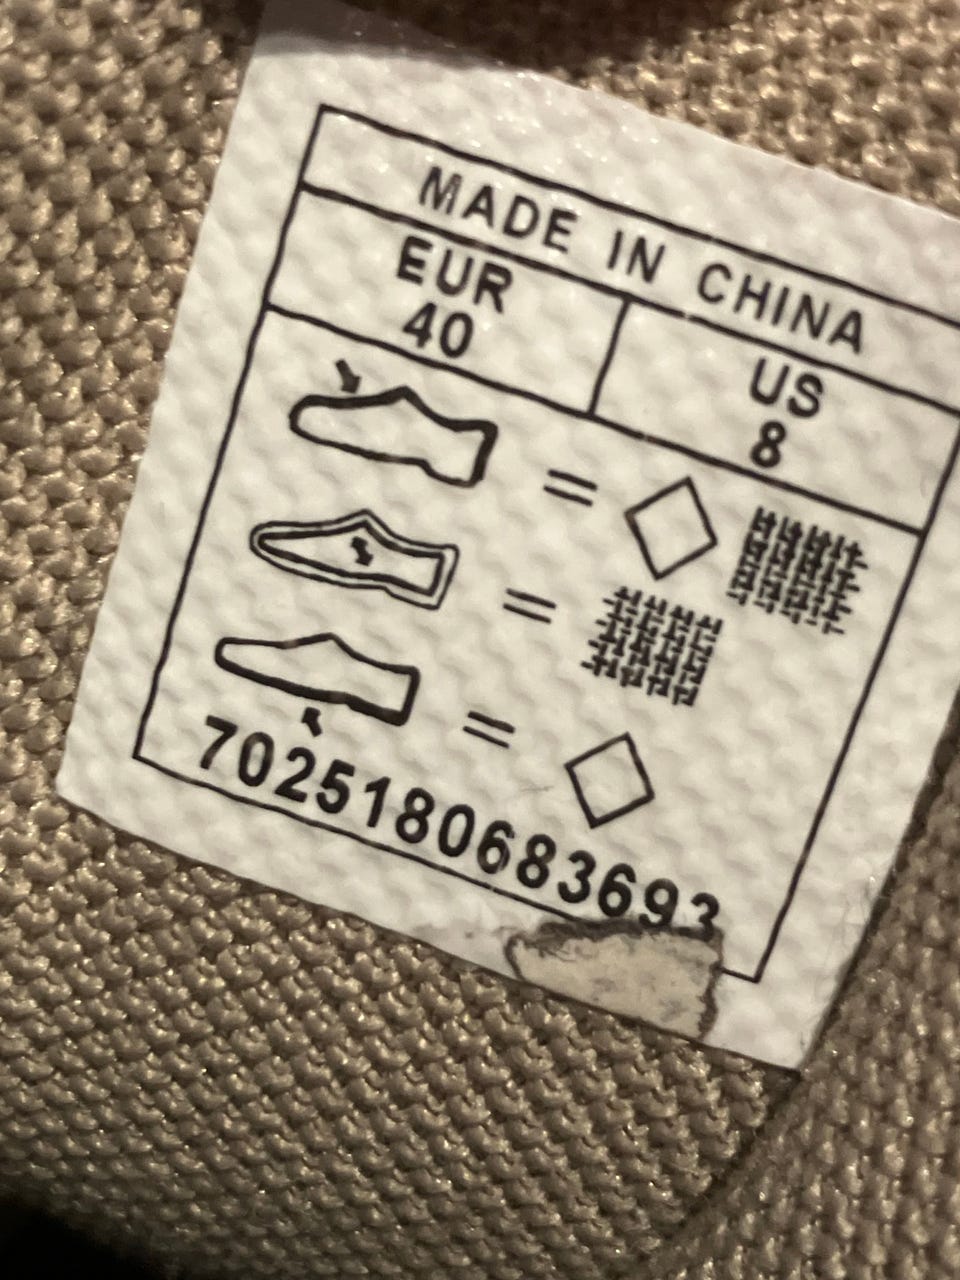 MADE IN CHINA
EUR
40
US
8
=
=
=
7025180683693